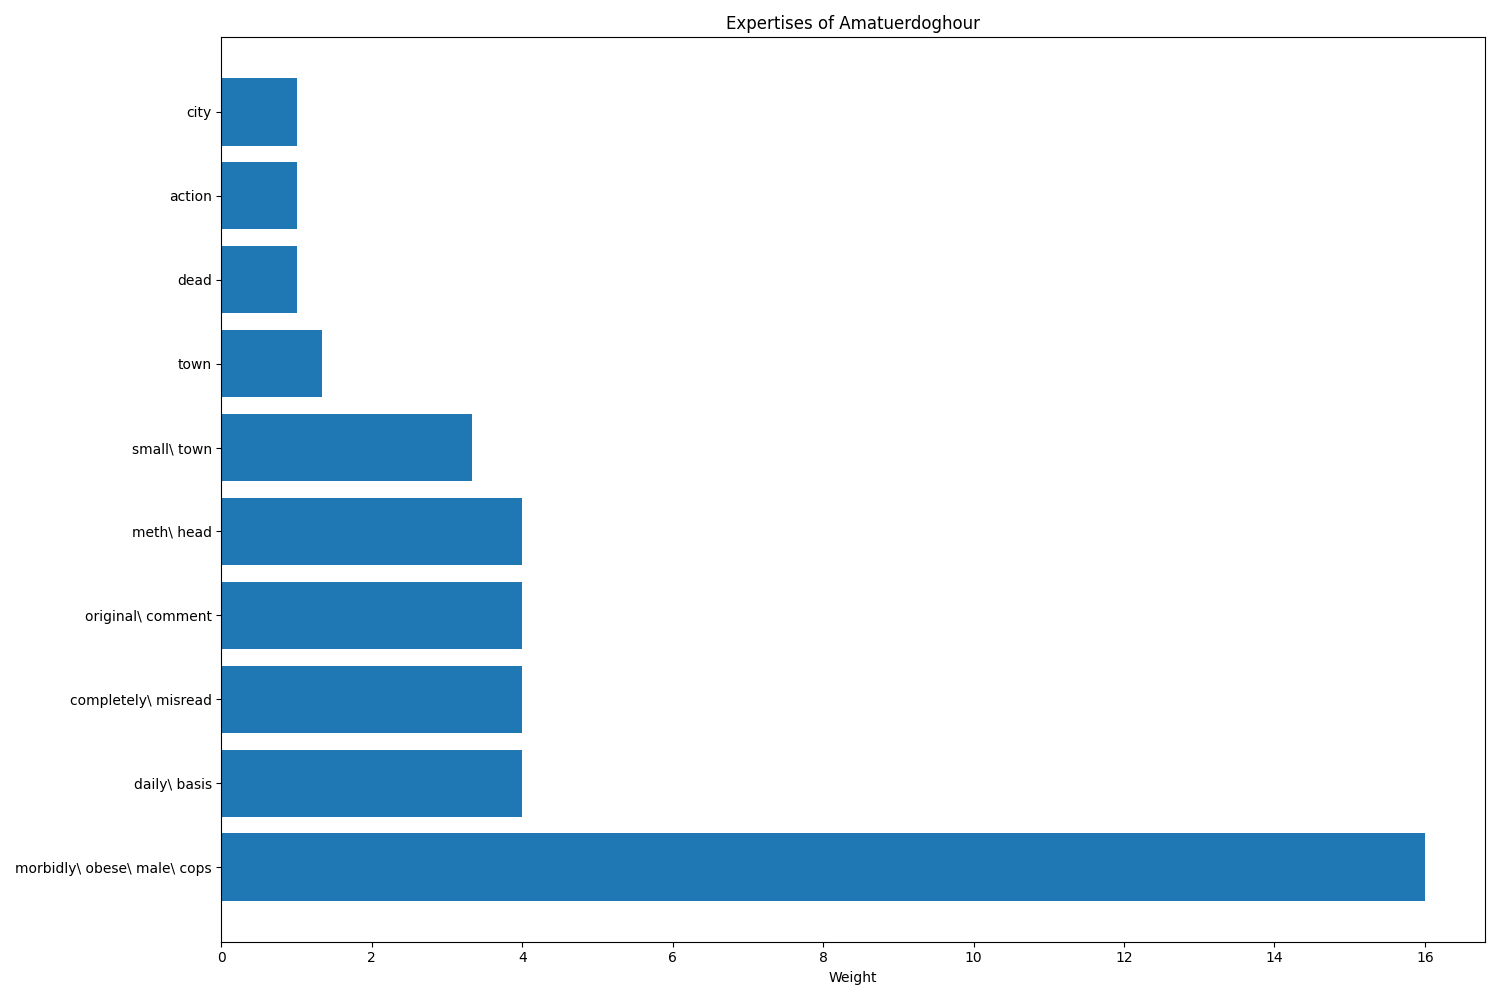 Expertises of Amatuerdoghour
city
action
dead
town
small\ town
meth\ head
original\ comment
completely\ misread
daily\ basis
morbidly\ obese\ male\ cops
0 2 4 6 8 10 12 14 16
Weight